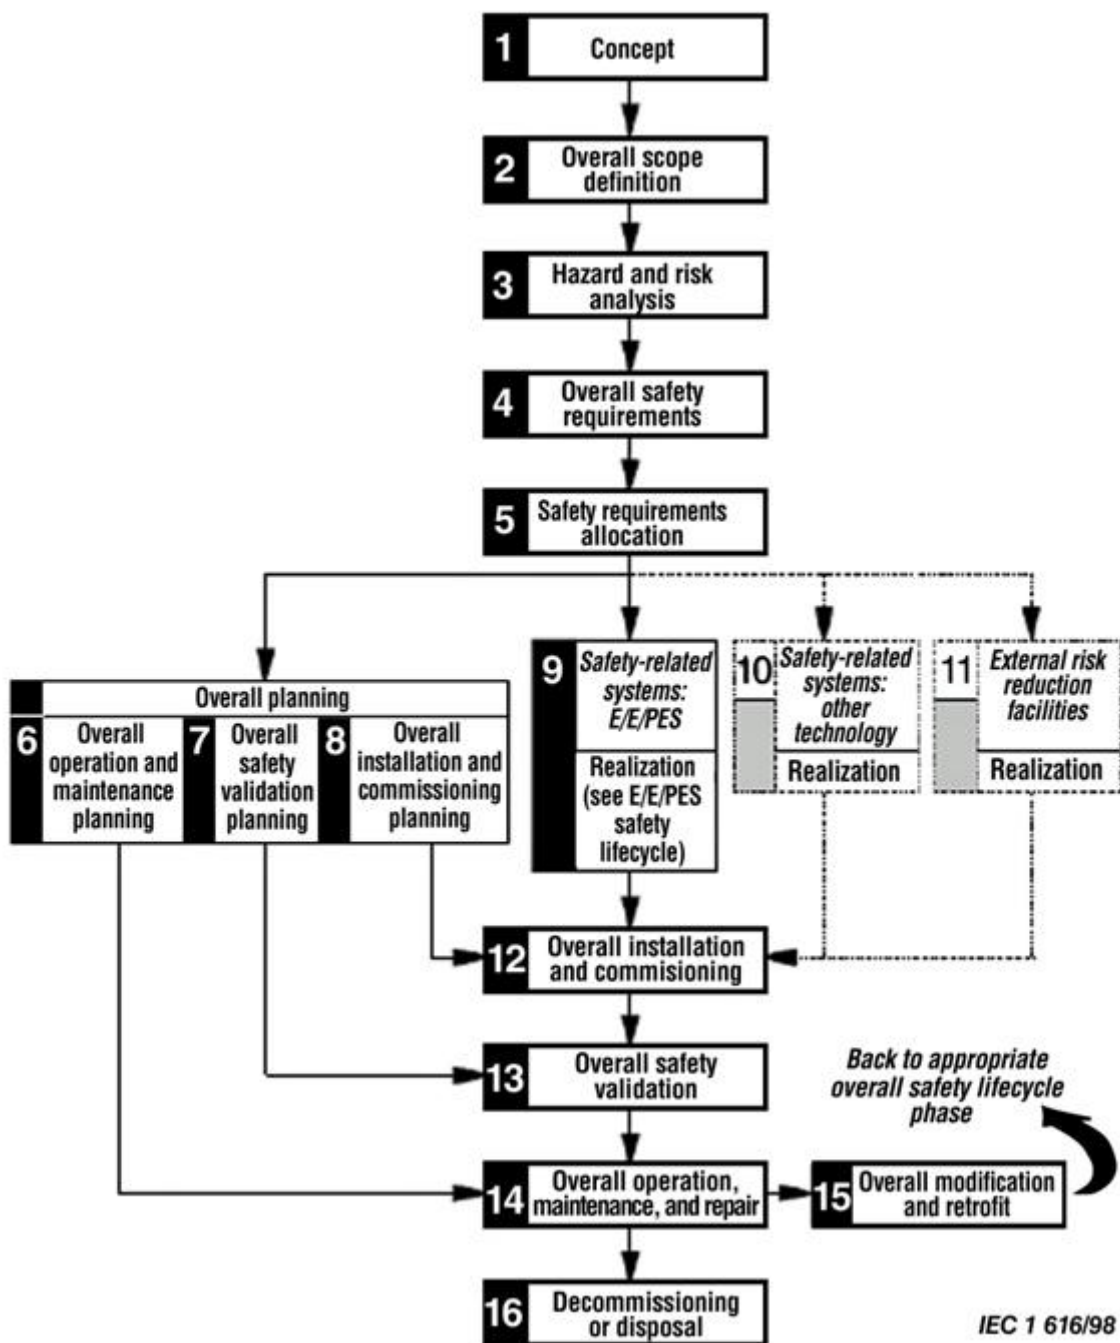 1
Concept
2
Overall scope
definition
3
Hazard and risk
analysis
4
Overall safety
requirements
5
Safety requirements
allocation
Overall planning
6
Overall
operation and
maintenance
planning
7
Overall
safety
validation
planning
8
Overall
installation and
commissioning
planning
9
Safety-related
systems:
E/E/PES
Realization
(see E/E/PES
safety
lifecycle)
10
Safety-related
systems:
other
technology
Realization
11
External risk
reduction
facilities
Realization
12
Overall installation
and commisioning
13
Overall safety
validation
Back to appropriate
overall safety lifecycle
phase
14
Overall operation,
maintenance, and repair
15
Overall modification
and retrofit
16
Decommissioning
or disposal
IEC 1 616/98